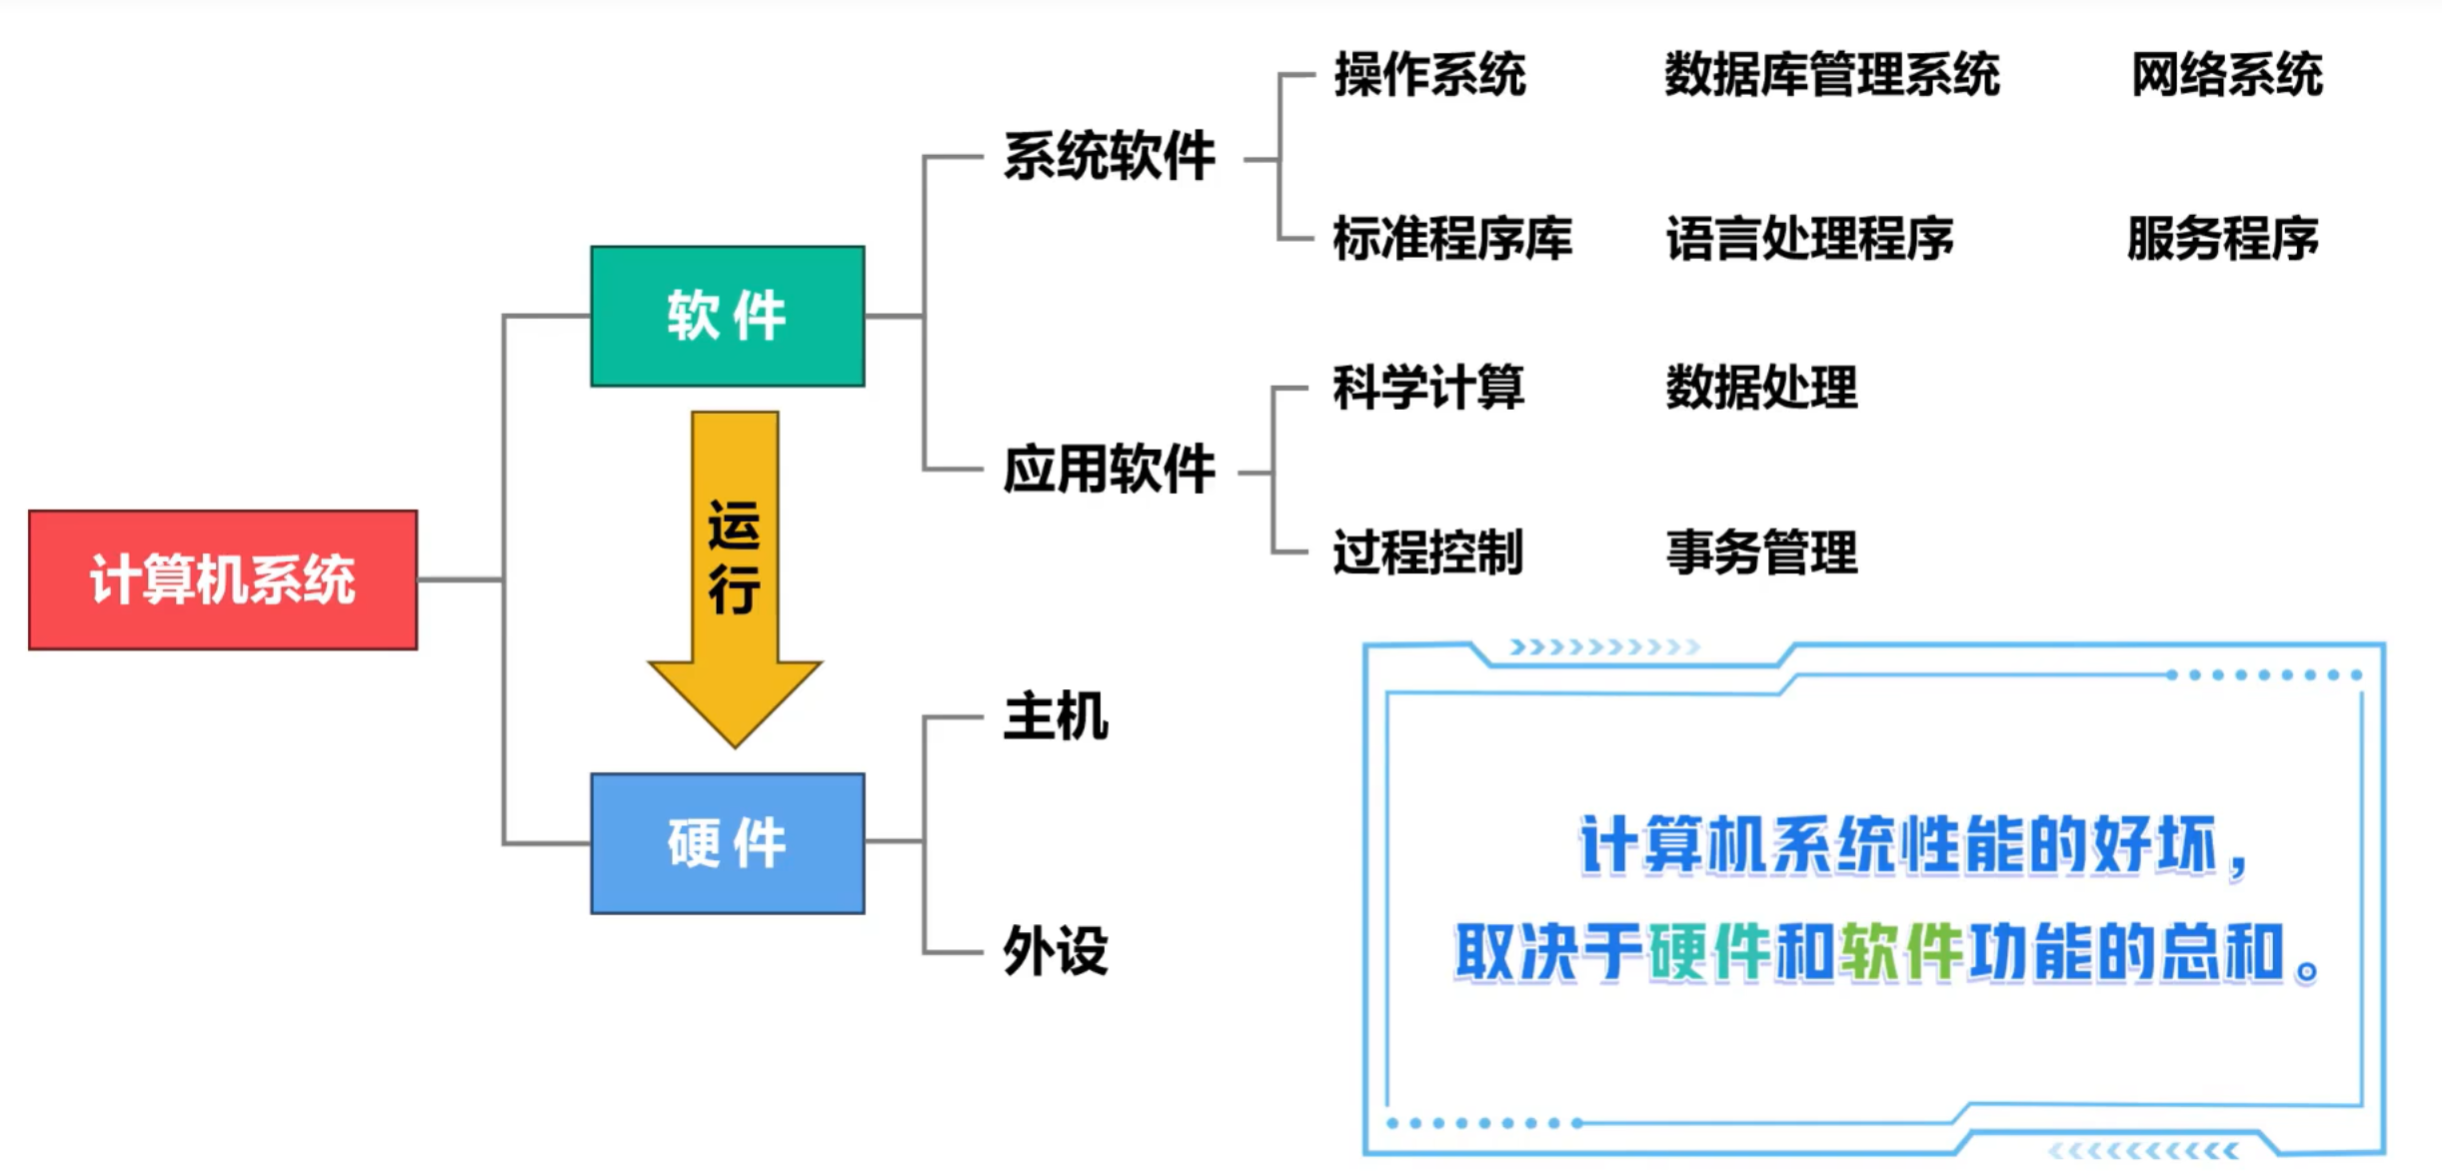 操作系统 数据库管理系统 网络系统
系统软件
标准程序库 语言处理程序 服务程序
软件
科学计算 数据处理
应用软件
运行
过程控制 事务管理
计算机系统
主机
硬件
外设
计算机系统性能的好坏，
取决于硬件和软件功能的总和。